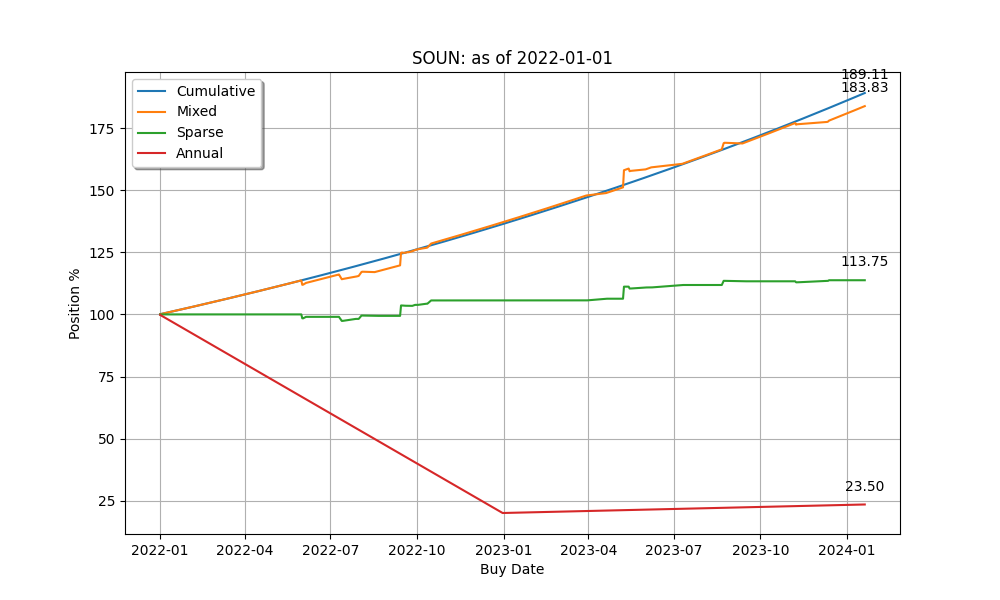 SOUN: as of 2022-01-01
189.11
183.83
Cumulative
Mixed
Sparse
Annual
175
150
125
113.75
100
75
50
25
23.50
Position %
2022-01 2022-04 2022-07 2022-10 2023-01 2023-04 2023-07 2023-10 2024-01
Buy Date